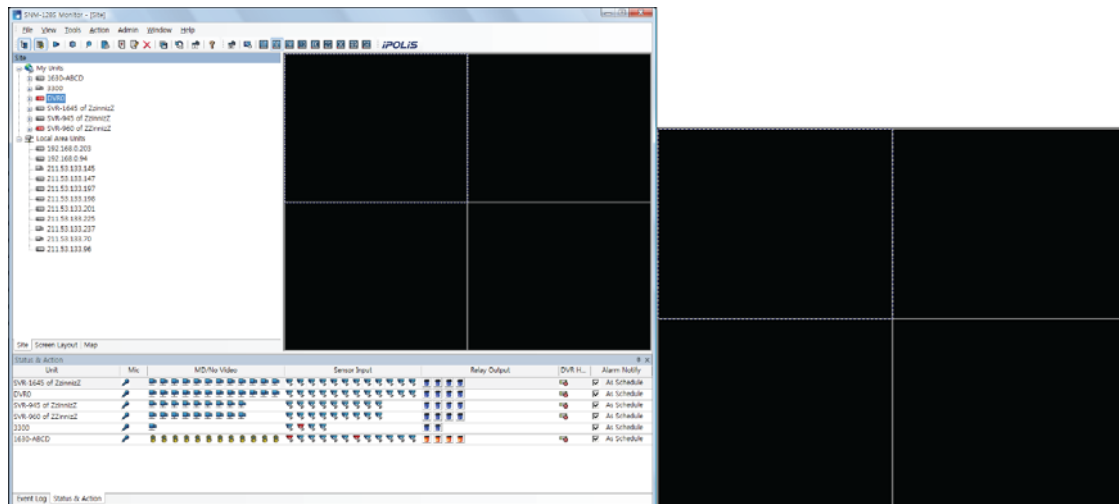 SNM-128S Monitor - [Site]
File View Tools Action Admin Window Help
iPOLiS
Site
My Units
1630-ABCD
3300
DVR0
SVR-1645 of ZzinnizZ
SVR-945 of ZzinnizZ
SVR-960 of ZZinnizZ
Local Area Units
192.168.0.203
192.168.0.94
211.53.133.145
211.53.133.147
211.53.133.197
211.53.133.198
211.53.133.201
211.53.133.225
211.53.133.237
211.53.133.70
211.53.133.96
Site Screen Layout Map
Status & Action
Unit Mic MD/No Video Sensor Input Relay Output DVR H... Alarm Notify
SVR-1645 of ZzinnizZ As Schedule
DVR0 As Schedule
SVR-945 of ZzinnizZ As Schedule
SVR-960 of ZZinnizZ As Schedule
3300 As Schedule
1630-ABCD As Schedule
Event Log Status & Action